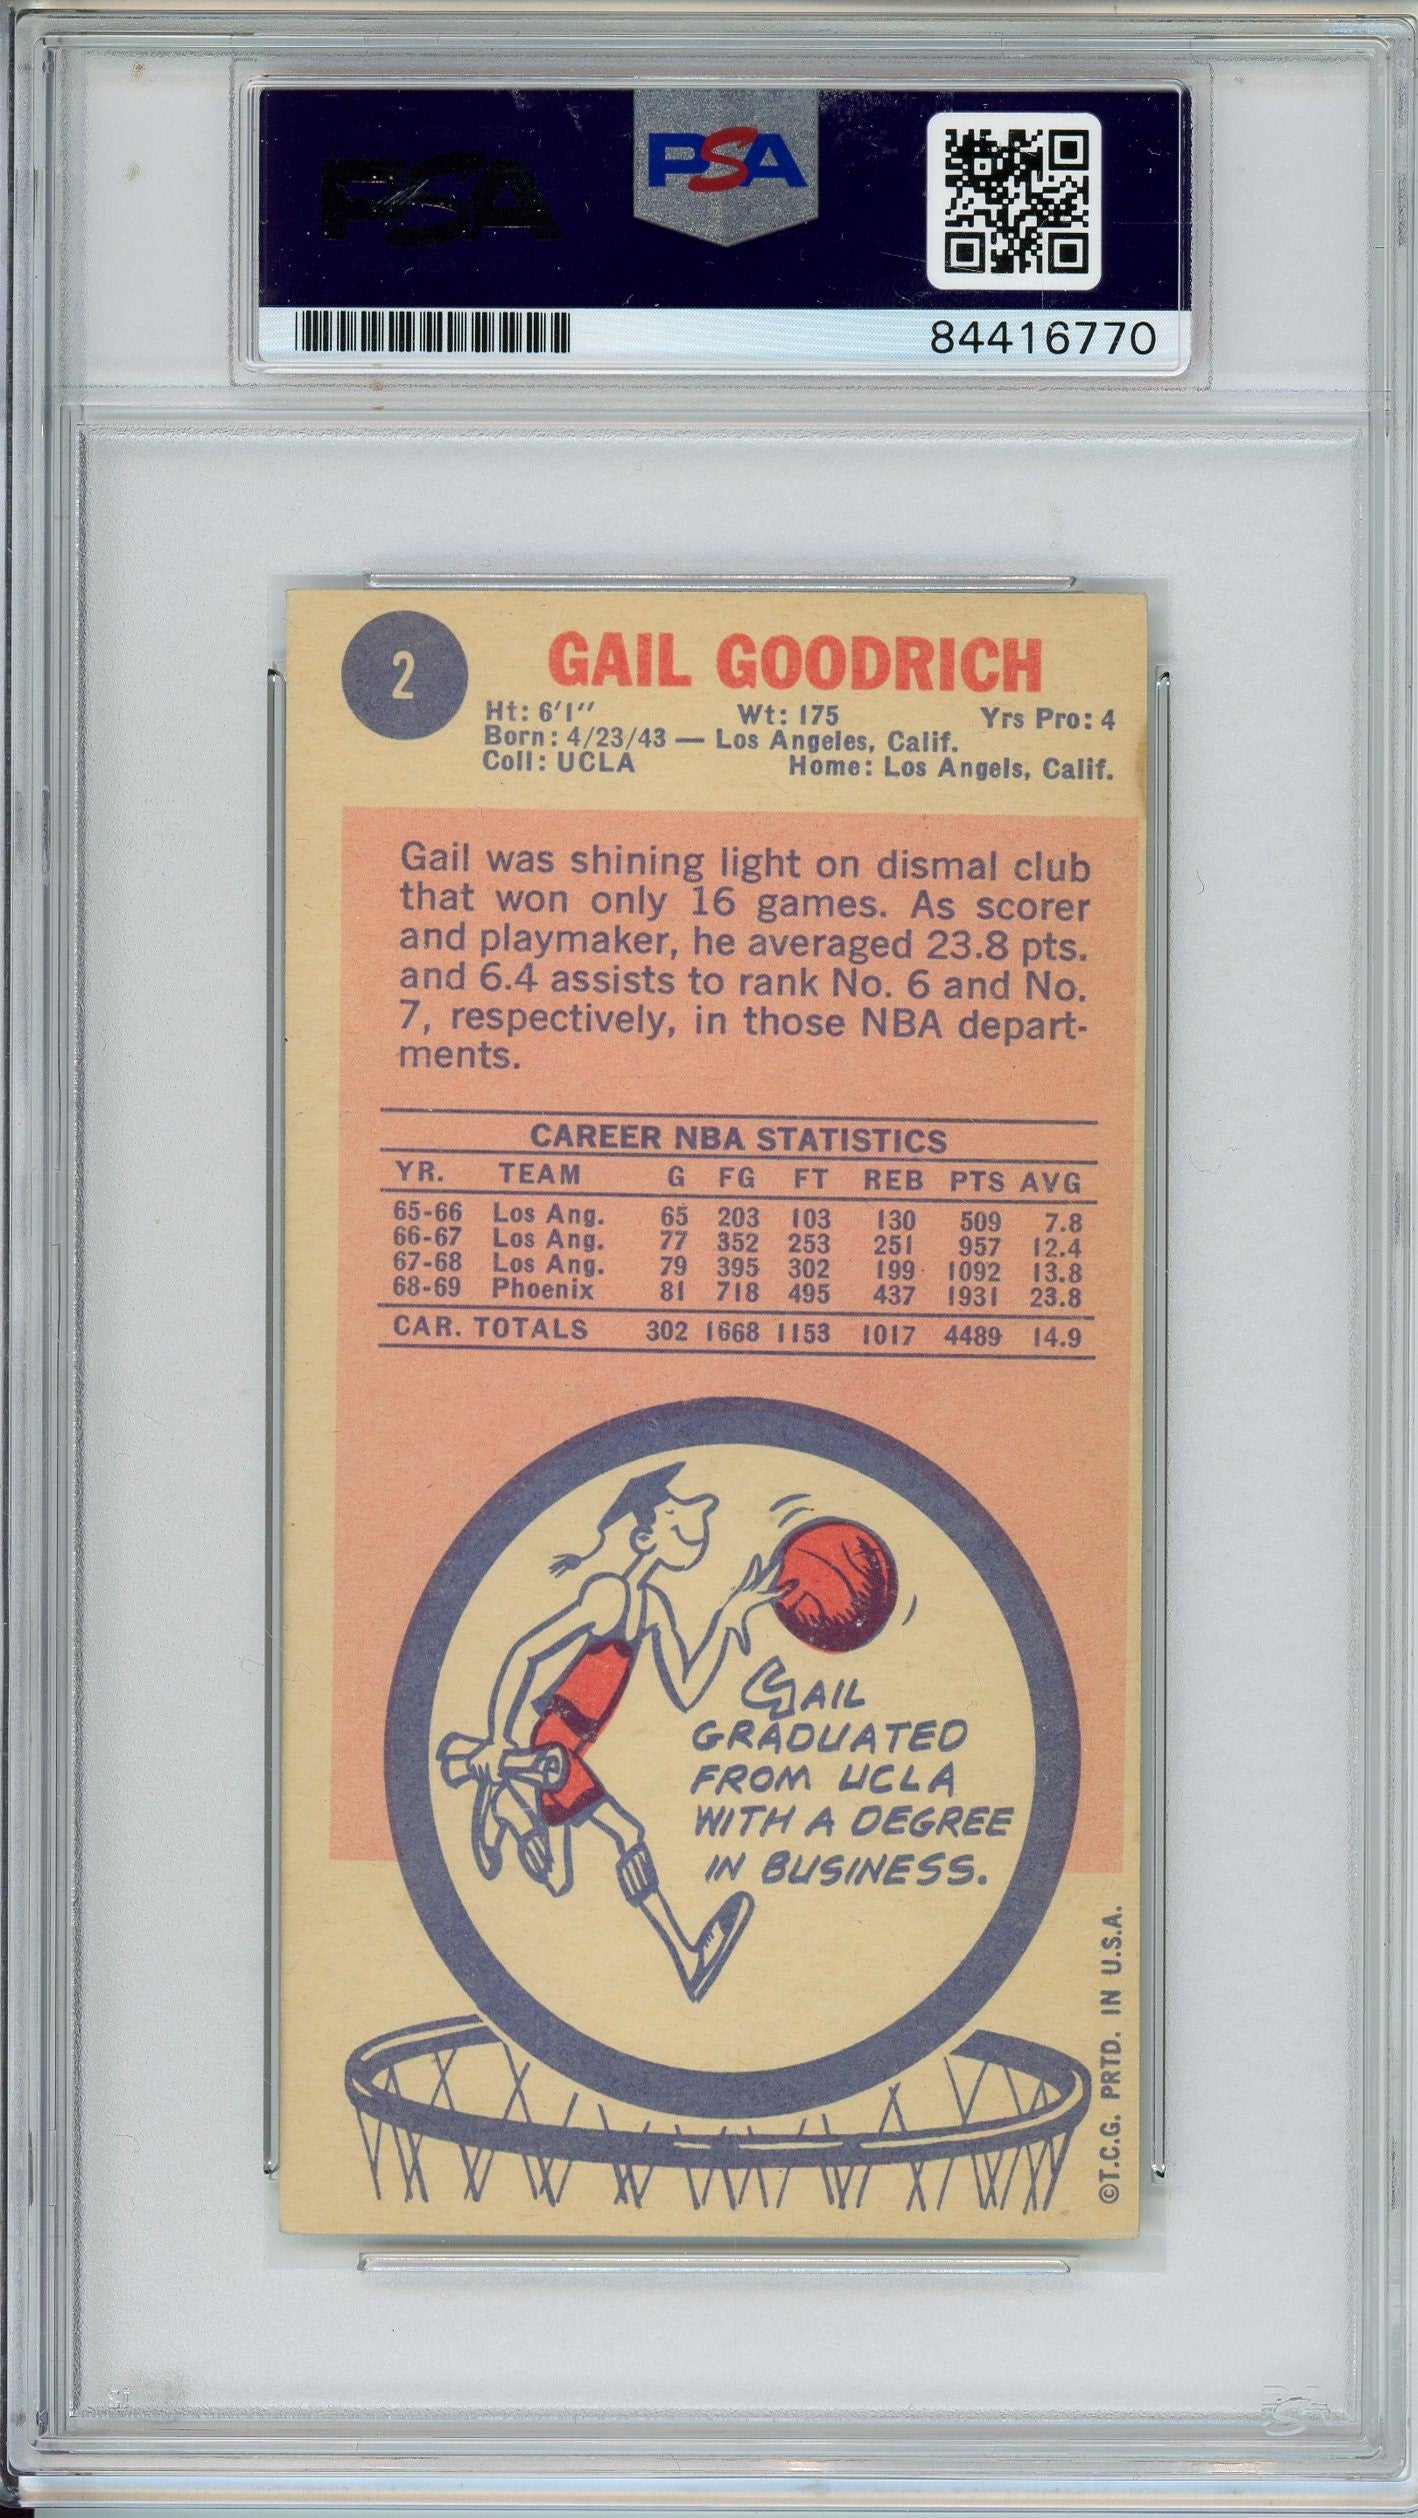 PSA
PSA
84416770
2
GAIL GOODRICH
Ht: 6'1" Wt: 175 Yrs Pro: 4
Born: 4/23/43 — Los Angeles, Calif.
Coll: UCLA Home: Los Angels, Calif.
Gail was shining light on dismal club
that won only 16 games. As scorer
and playmaker, he averaged 23.8 pts.
and 6.4 assists to rank No. 6 and No.
7, respectively, in those NBA depart-
ments.
CAREER NBA STATISTICS
YR. TEAM G FG FT REB PTS AVG
65-66 Los Ang. 65 203 103 130 509 7.8
66-67 Los Ang. 77 352 253 251 957 12.4
67-68 Los Ang. 79 395 302 199 1092 13.8
68-69 Phoenix 81 718 495 437 1931 23.8
CAR. TOTALS 302 1668 1153 1017 4489 14.9
GAIL
GRADUATED
FROM UCLA
WITH A DEGREE
IN BUSINESS.
©T.C.G. PRTD. IN U.S.A.